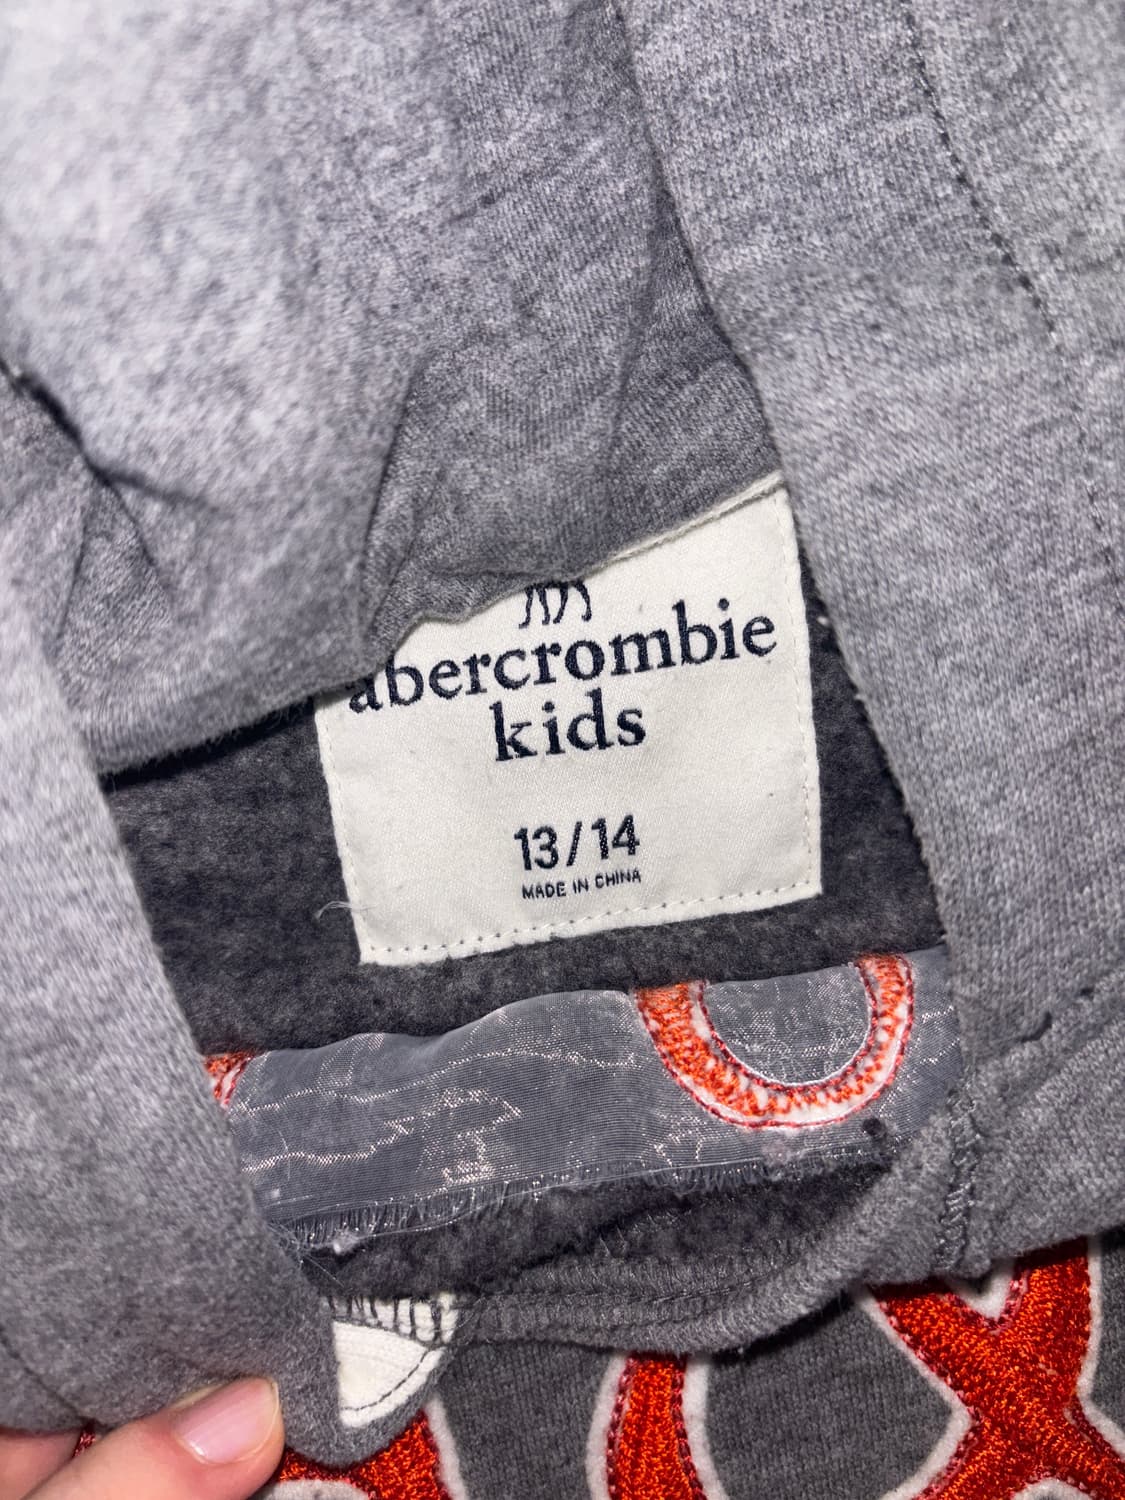 abercrombie
kids
13/14
MADE IN CHINA